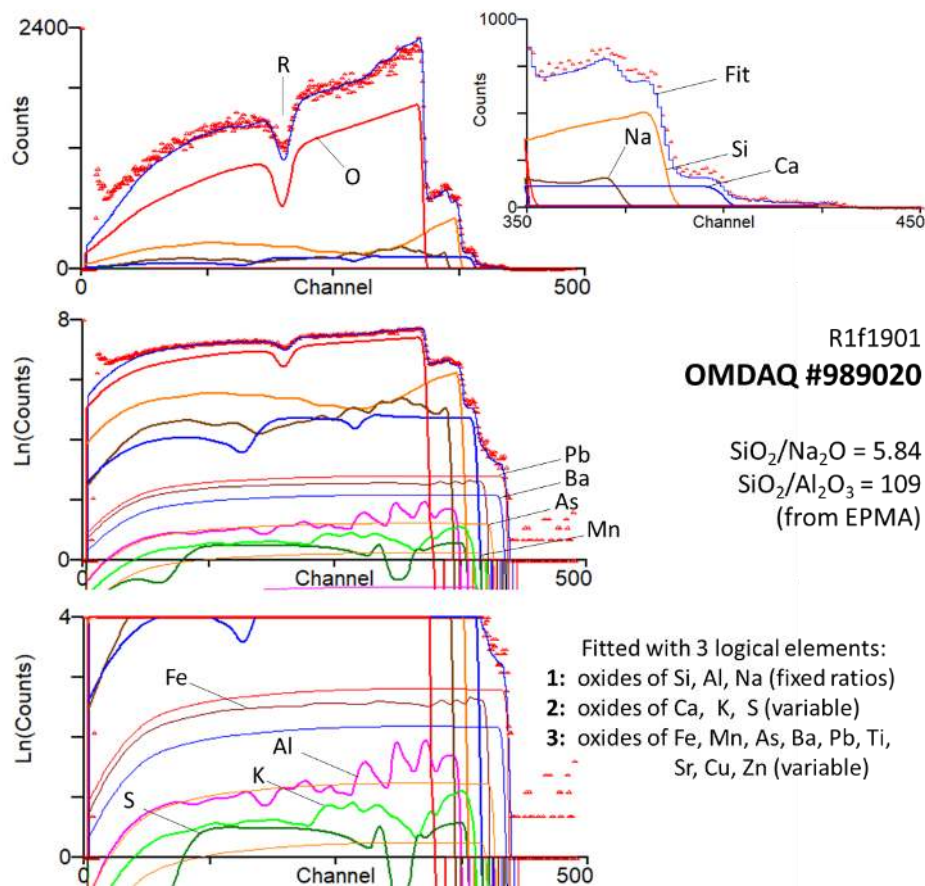 2400
Counts
R
O
0
0
Channel
500
1000
Counts
Fit
Na
Si
Ca
0
350
Channel
450
8
Ln(Counts)
Pb
Ba
As
Mn
0
0
Channel
500
R1f1901
OMDAQ #989020
SiO₂/Na₂O = 5.84
SiO₂/Al₂O₃ = 109
(from EPMA)
4
Ln(Counts)
Fe
Al
K
S
0
0
Channel
500
Fitted with 3 logical elements:
1: oxides of Si, Al, Na (fixed ratios)
2: oxides of Ca, K, S (variable)
3: oxides of Fe, Mn, As, Ba, Pb, Ti,
Sr, Cu, Zn (variable)